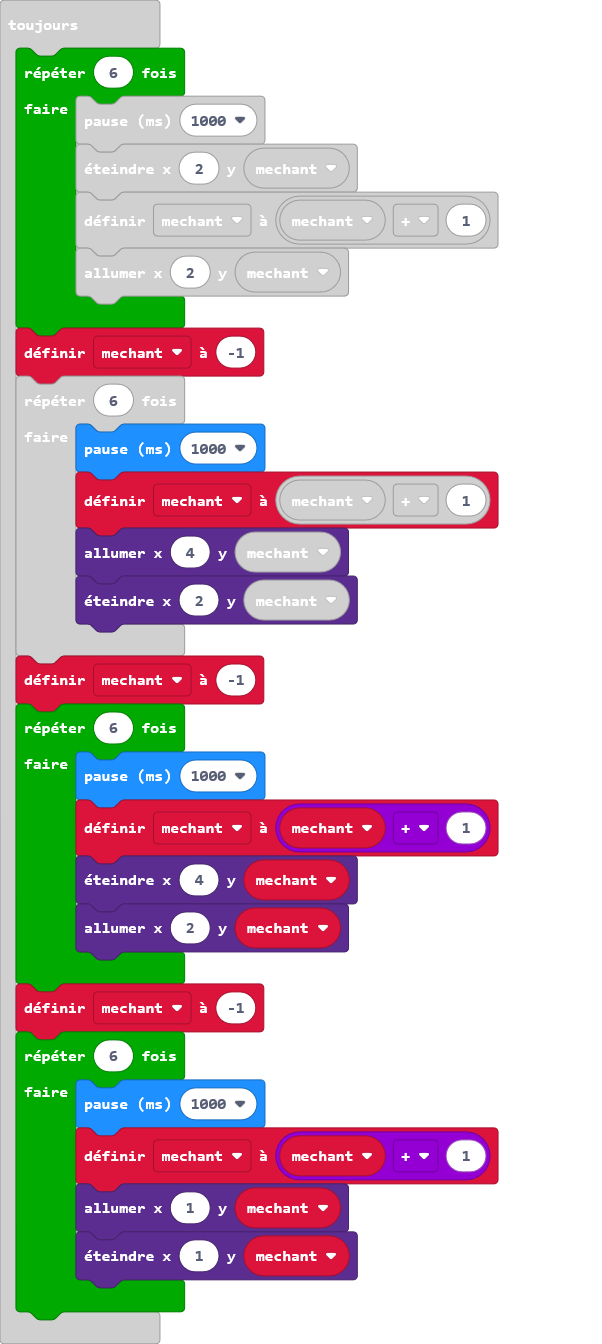 toujours
répéter 6 fois
faire
pause (ms) 1000
éteindre x 2 y mechant
définir mechant à mechant + 1
allumer x 2 y mechant
définir mechant à -1
répéter 6 fois
faire
pause (ms) 1000
définir mechant à mechant + 1
allumer x 4 y mechant
éteindre x 2 y mechant
définir mechant à -1
répéter 6 fois
faire
pause (ms) 1000
définir mechant à mechant + 1
éteindre x 4 y mechant
allumer x 2 y mechant
définir mechant à -1
répéter 6 fois
faire
pause (ms) 1000
définir mechant à mechant + 1
allumer x 1 y mechant
éteindre x 1 y mechant